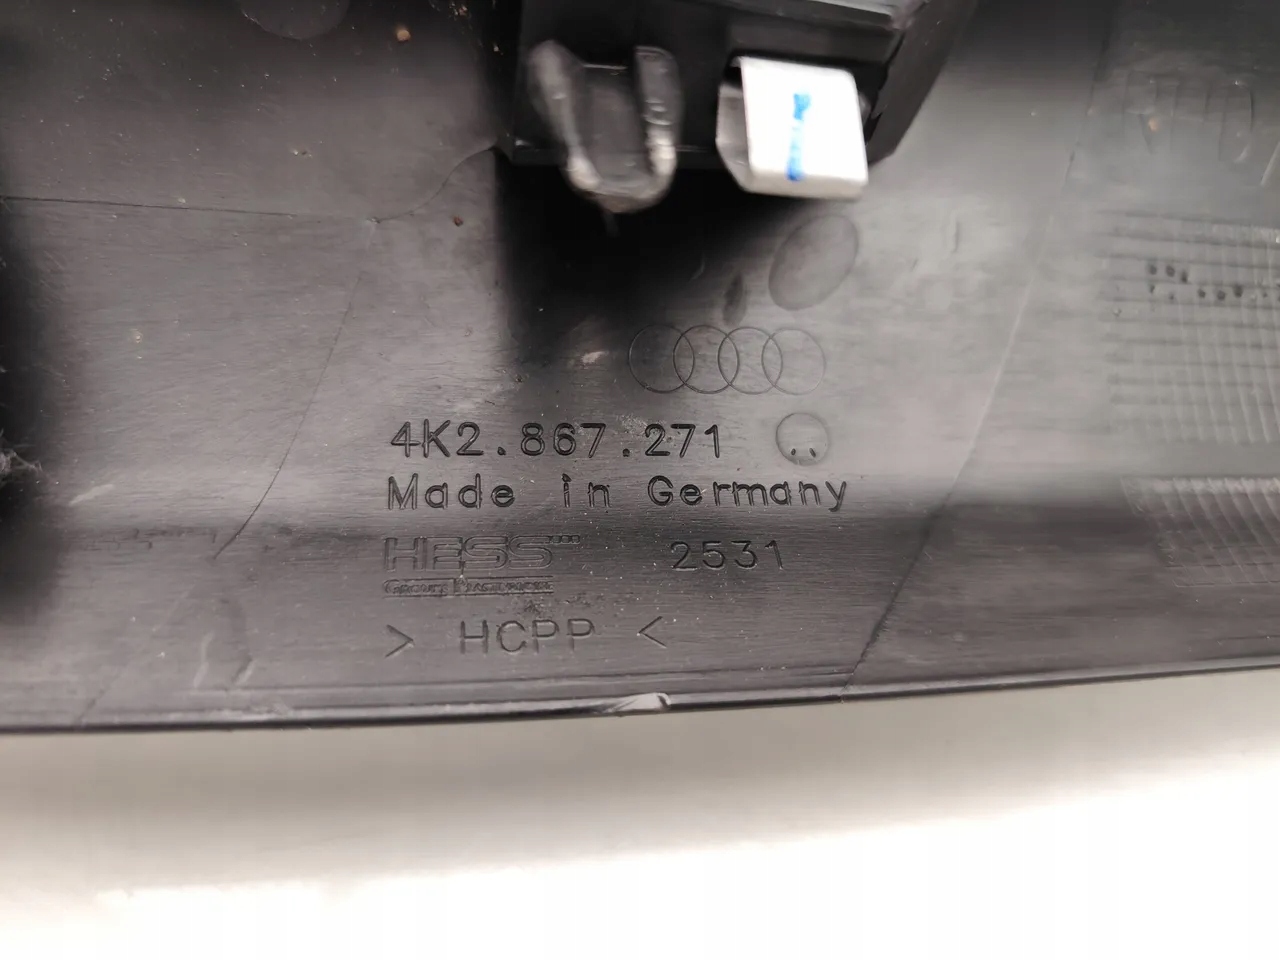 4K2.867.271
Made in Germany
HESS 2531
> HCPP <